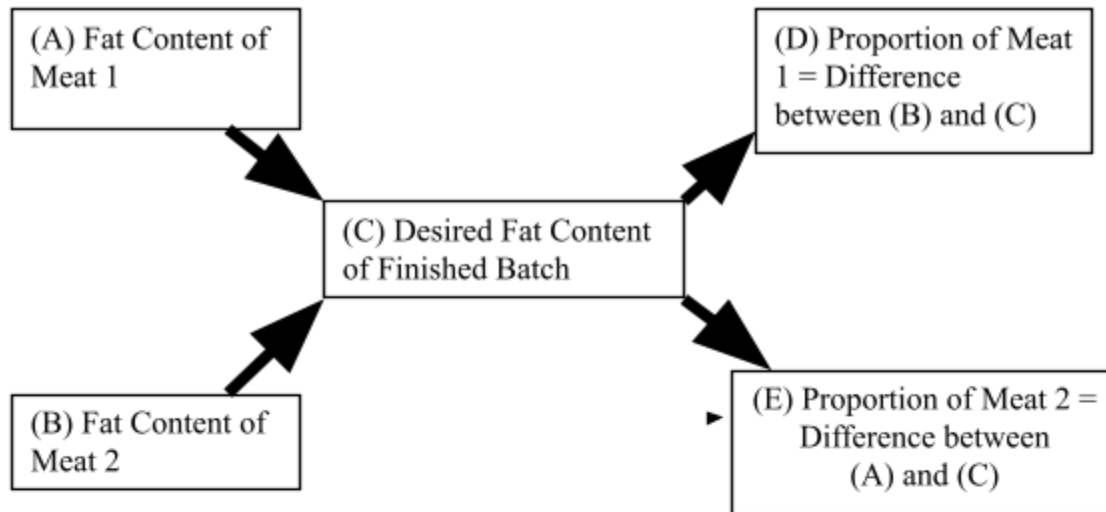 (A) Fat Content of
Meat 1
(B) Fat Content of
Meat 2
(C) Desired Fat Content
of Finished Batch
(D) Proportion of Meat
1 = Difference
between (B) and (C)
(E) Proportion of Meat 2 =
Difference between
(A) and (C)